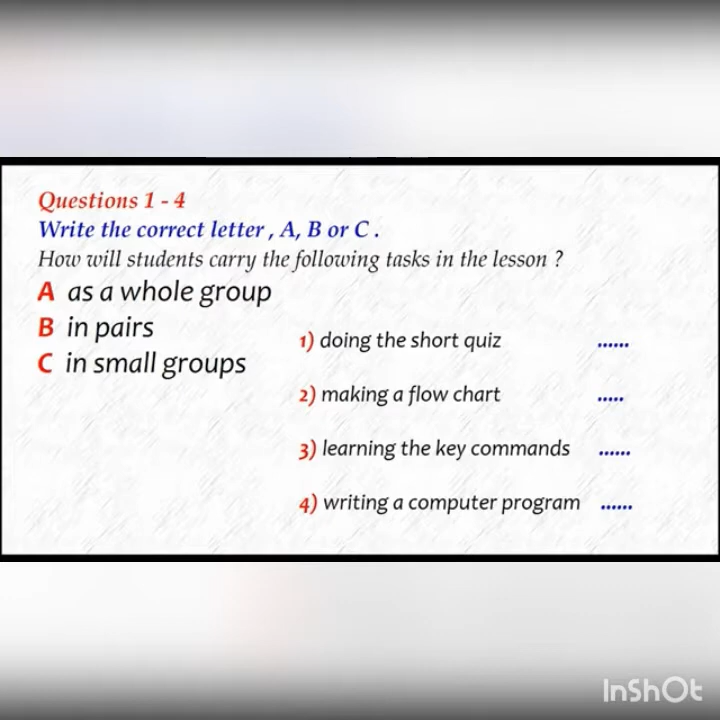 Questions 1 - 4
Write the correct letter , A, B or C .
How will students carry the following tasks in the lesson ?
A as a whole group
B in pairs
C in small groups
1) doing the short quiz ......
2) making a flow chart .....
3) learning the key commands ......
4) writing a computer program ......
InShOt